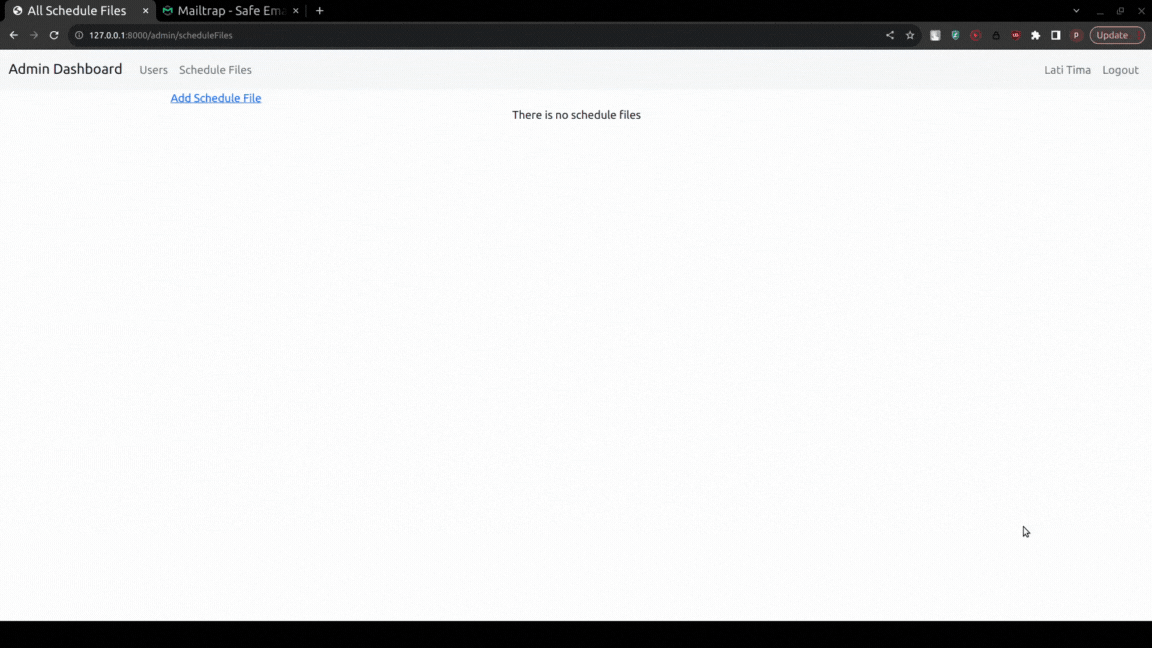 All Schedule Files
Mailtrap - Safe Ema
127.0.0.1:8000/admin/scheduleFiles
Update
Admin Dashboard Users Schedule Files Lati Tima Logout
Add Schedule File
There is no schedule files